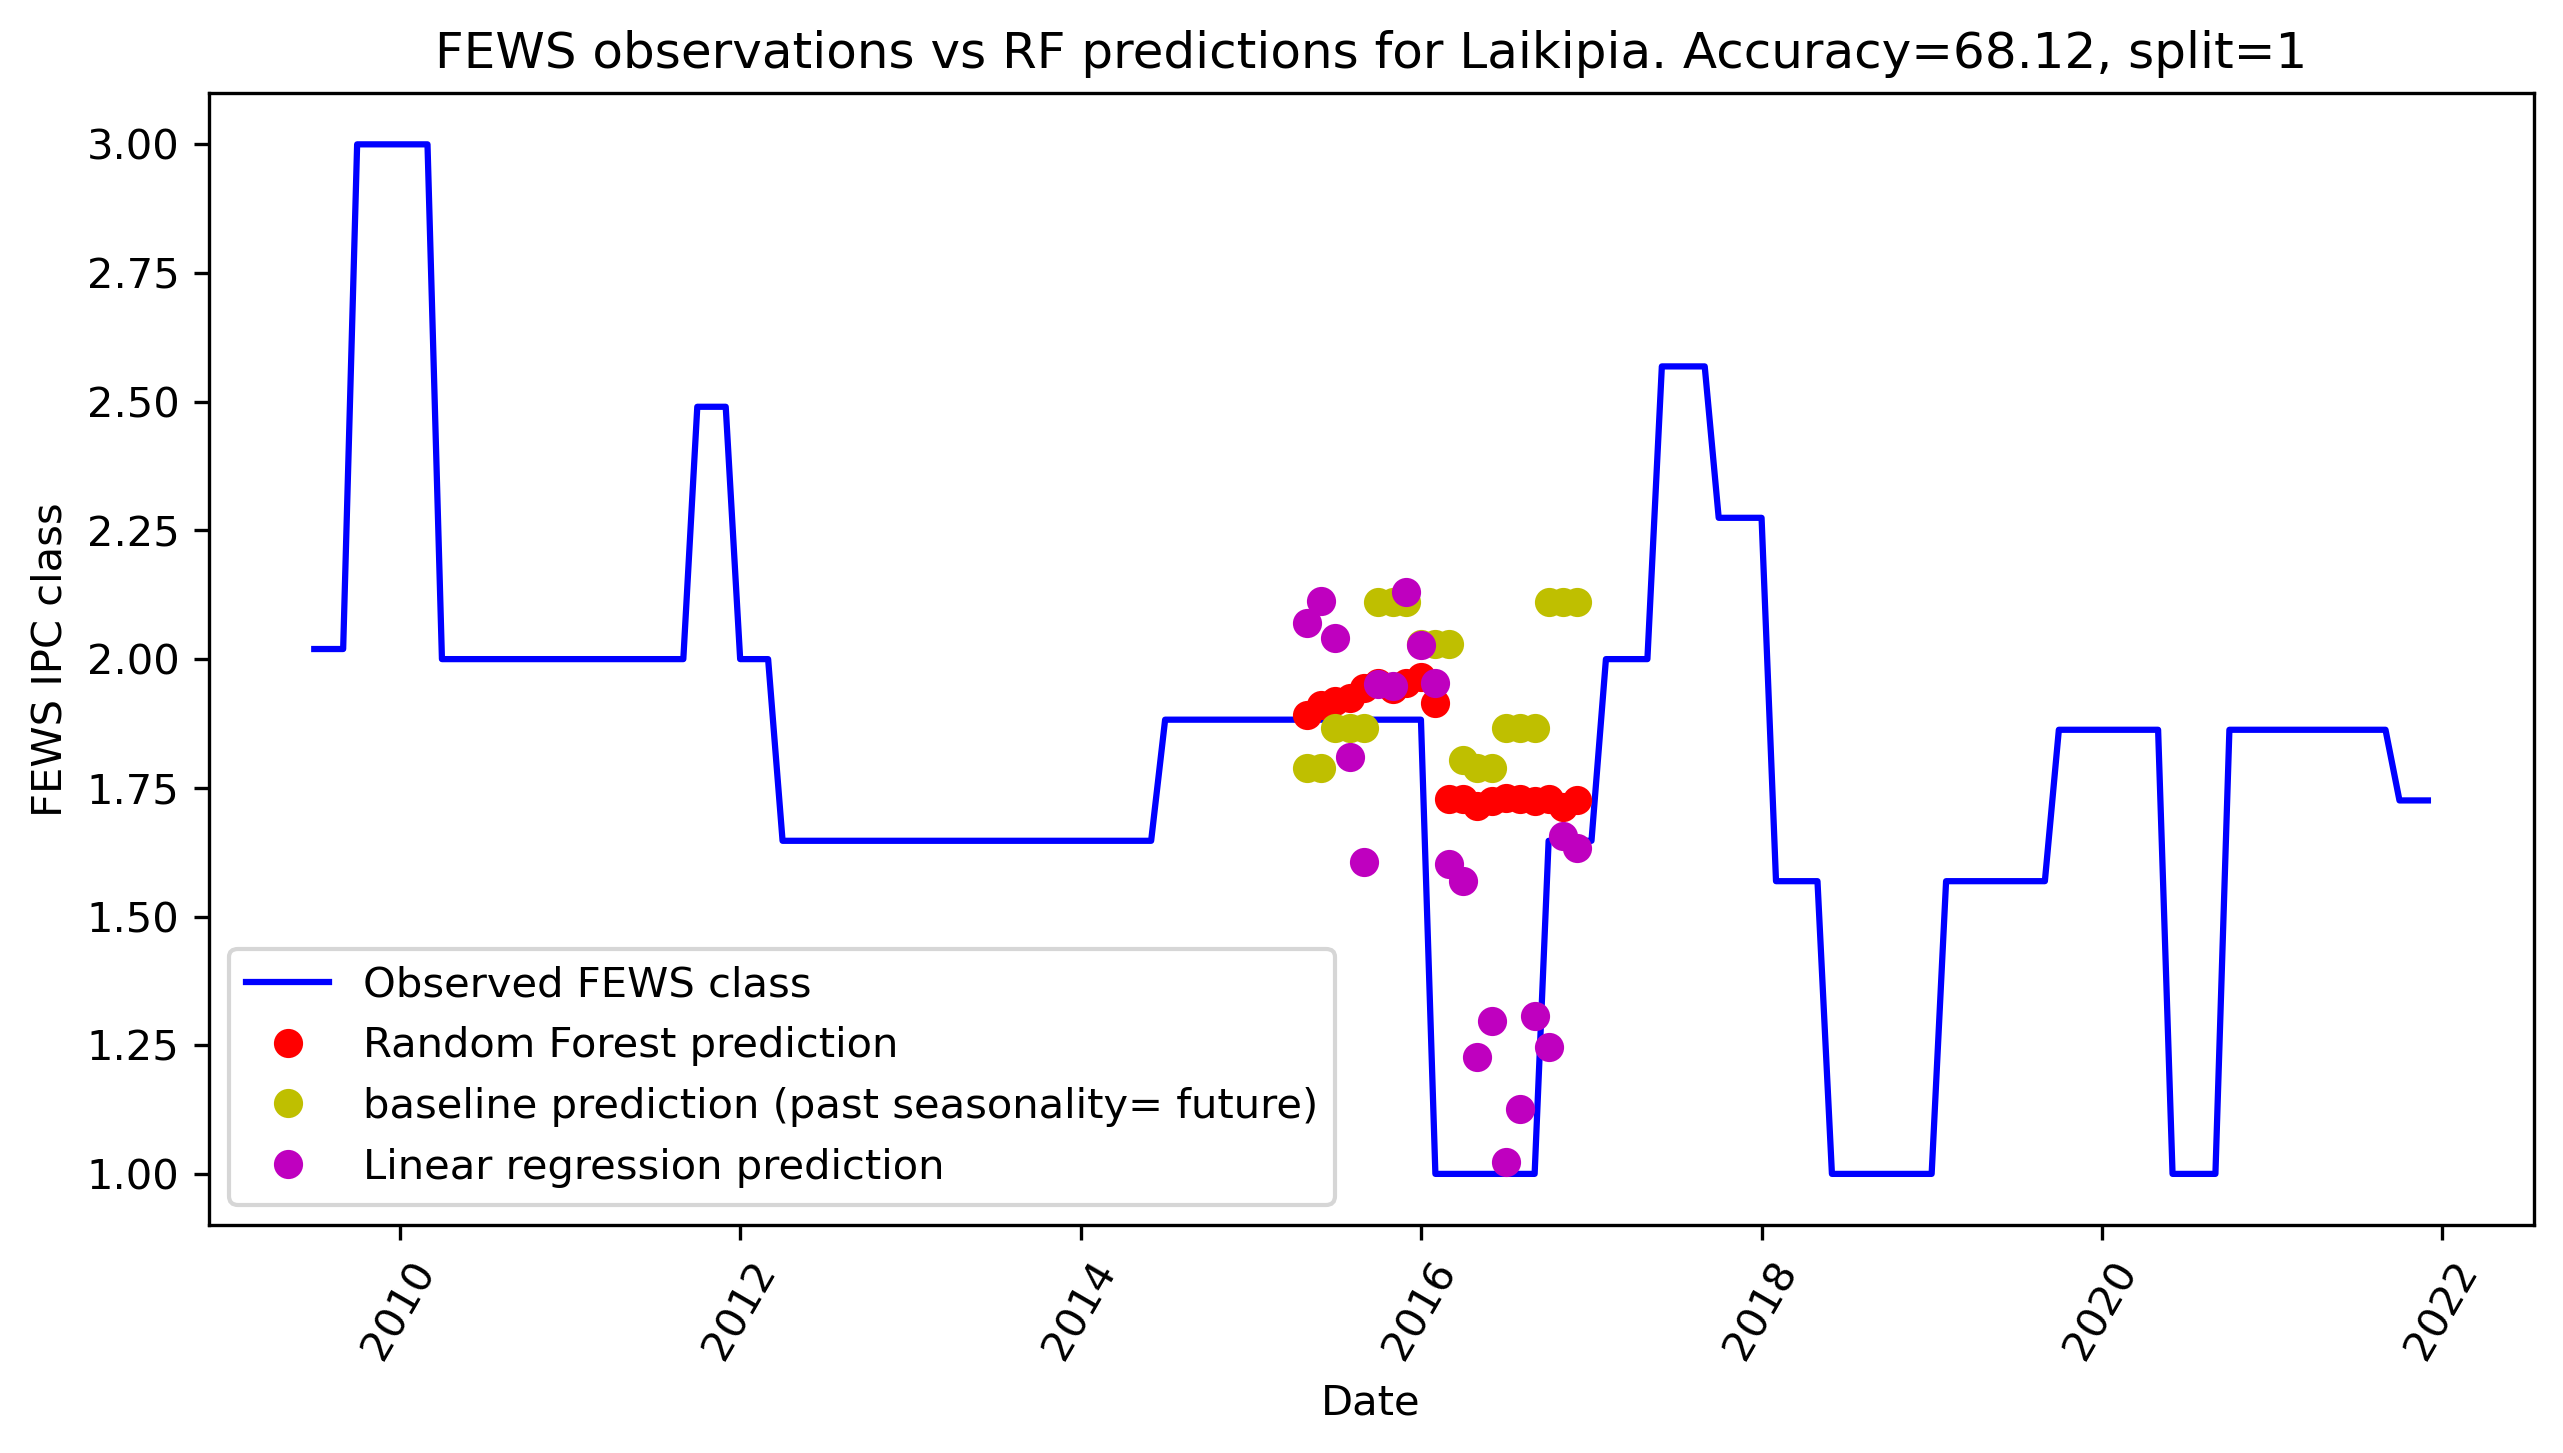 FEWS observations vs RF predictions for Laikipia. Accuracy=68.12, split=1
FEWS IPC class
3.00
2.75
2.50
2.25
2.00
1.75
1.50
1.25
1.00
Observed FEWS class
Random Forest prediction
baseline prediction (past seasonality= future)
Linear regression prediction
2010
2012
2014
2016
2018
2020
2022
Date